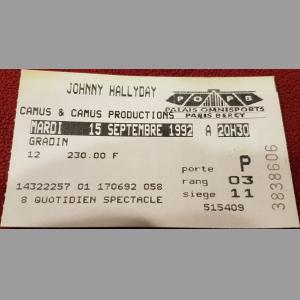 JOHNNY HALLYDAY
POPB
PALAIS OMNISPORTS
PARIS BERCY
CAMUS & CAMUS PRODUCTIONS
MARDI 15 SEPTEMBRE 1992 A 20H30
GRADIN
12 230.00 F
porte P
rang 03
siege 11
14322257 01 170692 058
8 QUOTIDIEN SPECTACLE
515409
3838606